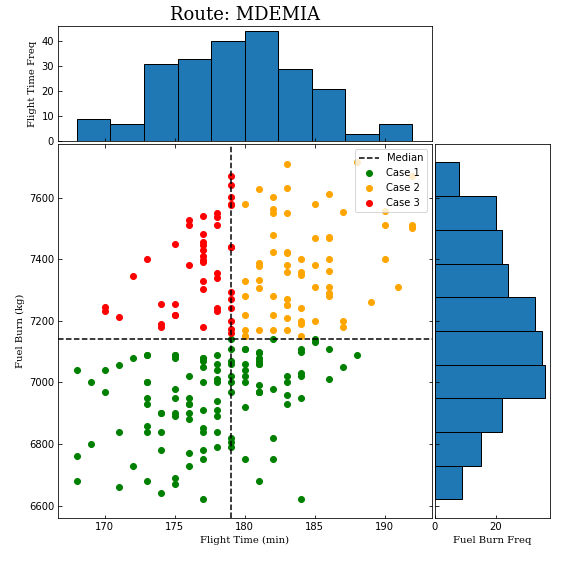 Route: MDEMIA
Flight Time Freq
40
30
20
10
0
Fuel Burn (kg)
7600
7400
7200
7000
6800
6600
Median
Case 1
Case 2
Case 3
170
175
180
185
190
Flight Time (min)
0
20
Fuel Burn Freq